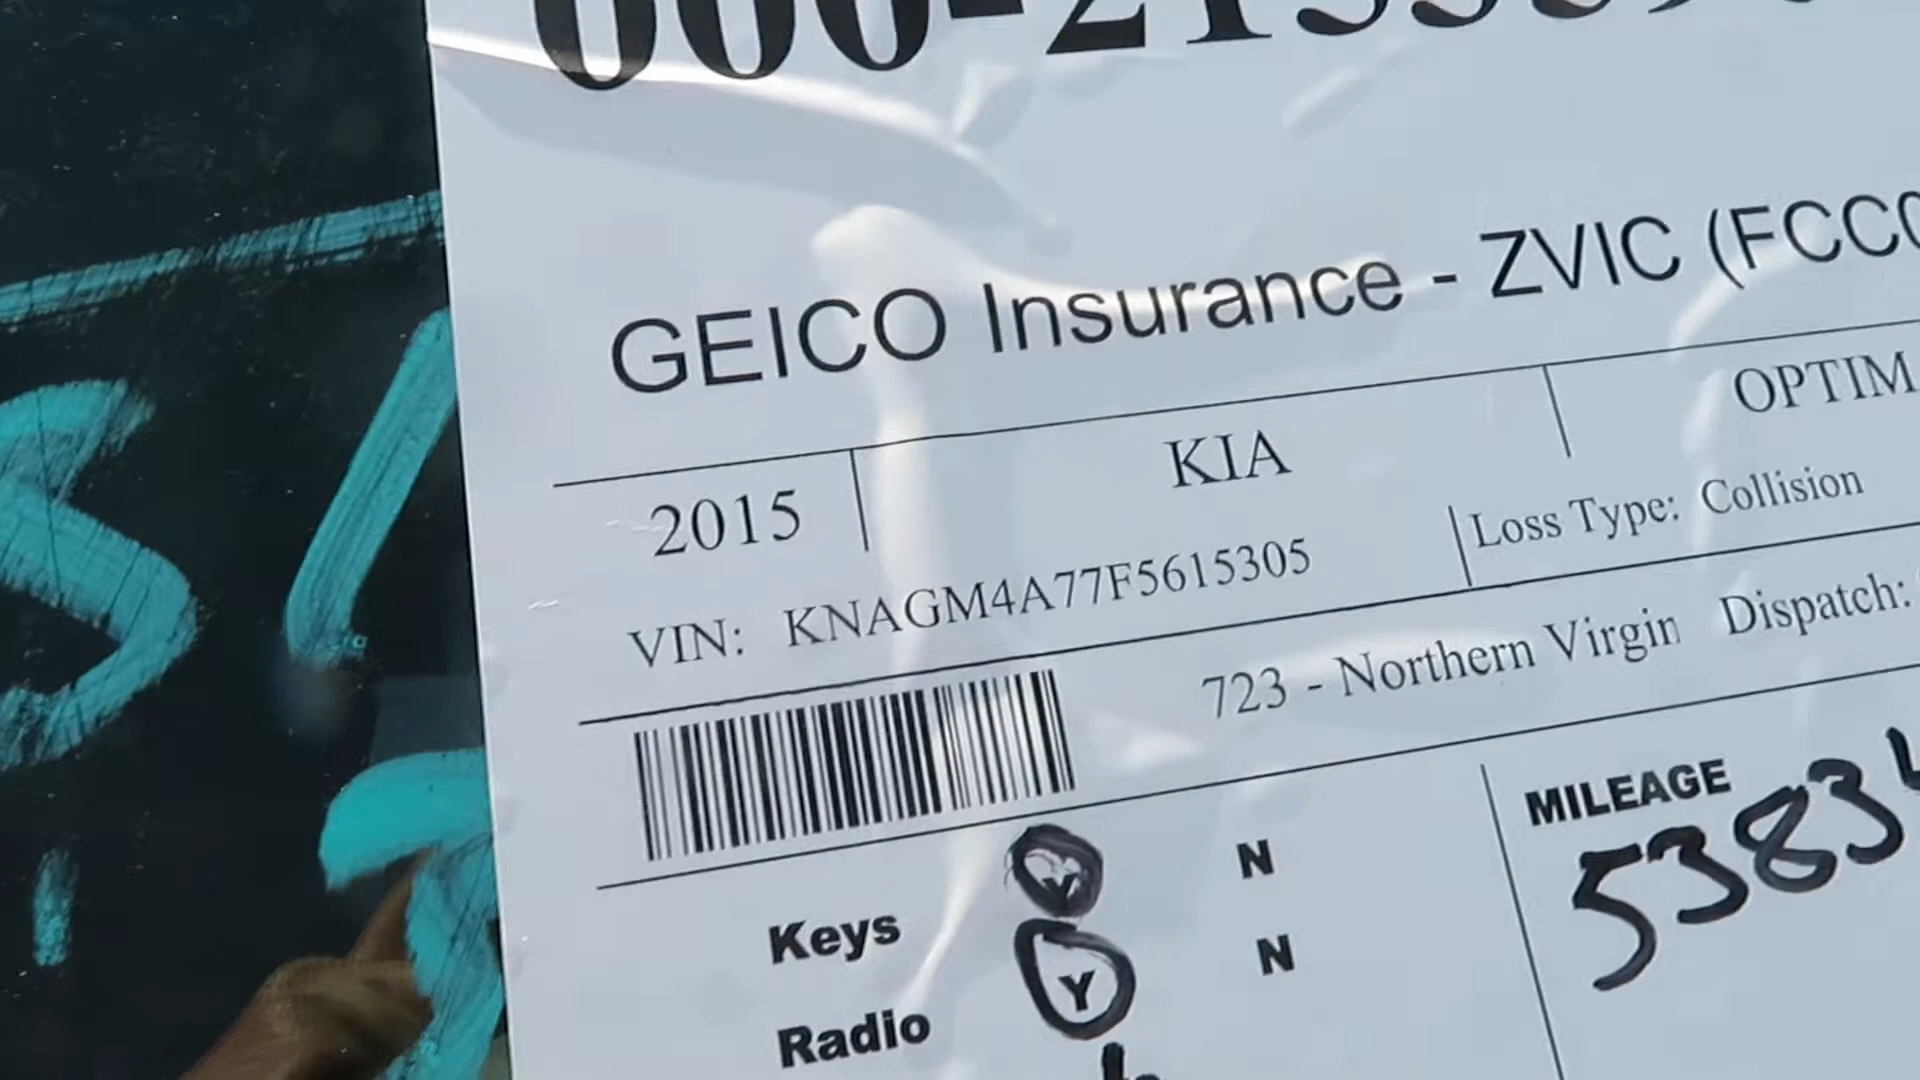 GEICO Insurance - ZVIC (FCC
2015 KIA OPTIM
VIN: KNAGM4A77F5615305 Loss Type: Collision
723 - Northern Virgin Dispatch:
MILEAGE
5383
Keys Y N
Radio Y N